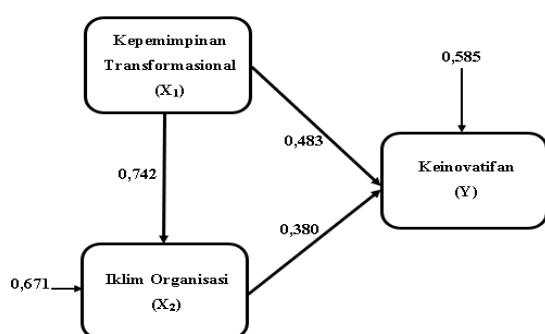 Kepemimpinan
Transformasional
(X₁)
0,585
0,483
Keinovatifan
(Y)
0,742
0,380
0,671
Iklim Organisasi
(X₂)